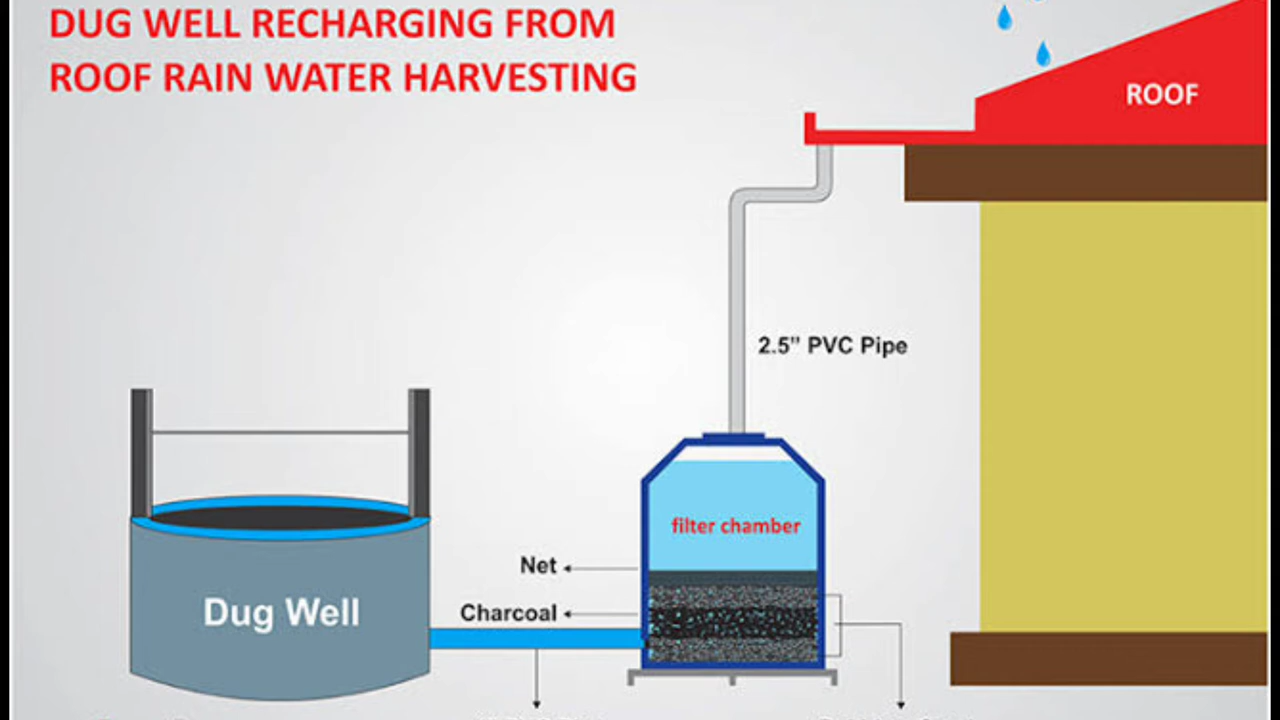 DUG WELL RECHARGING FROM
ROOF RAIN WATER HARVESTING
ROOF
2.5” PVC Pipe
filter chamber
Net
Charcoal
Dug Well